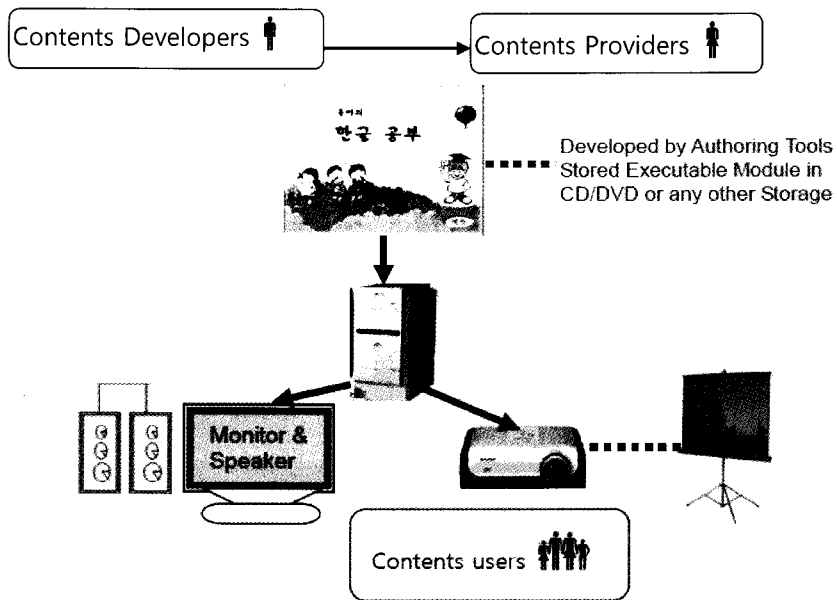 Contents Developers
Contents Providers
한글 공부
Developed by Authoring Tools
Stored Executable Module in
CD/DVD or any other Storage
Monitor &
Speaker
Contents users